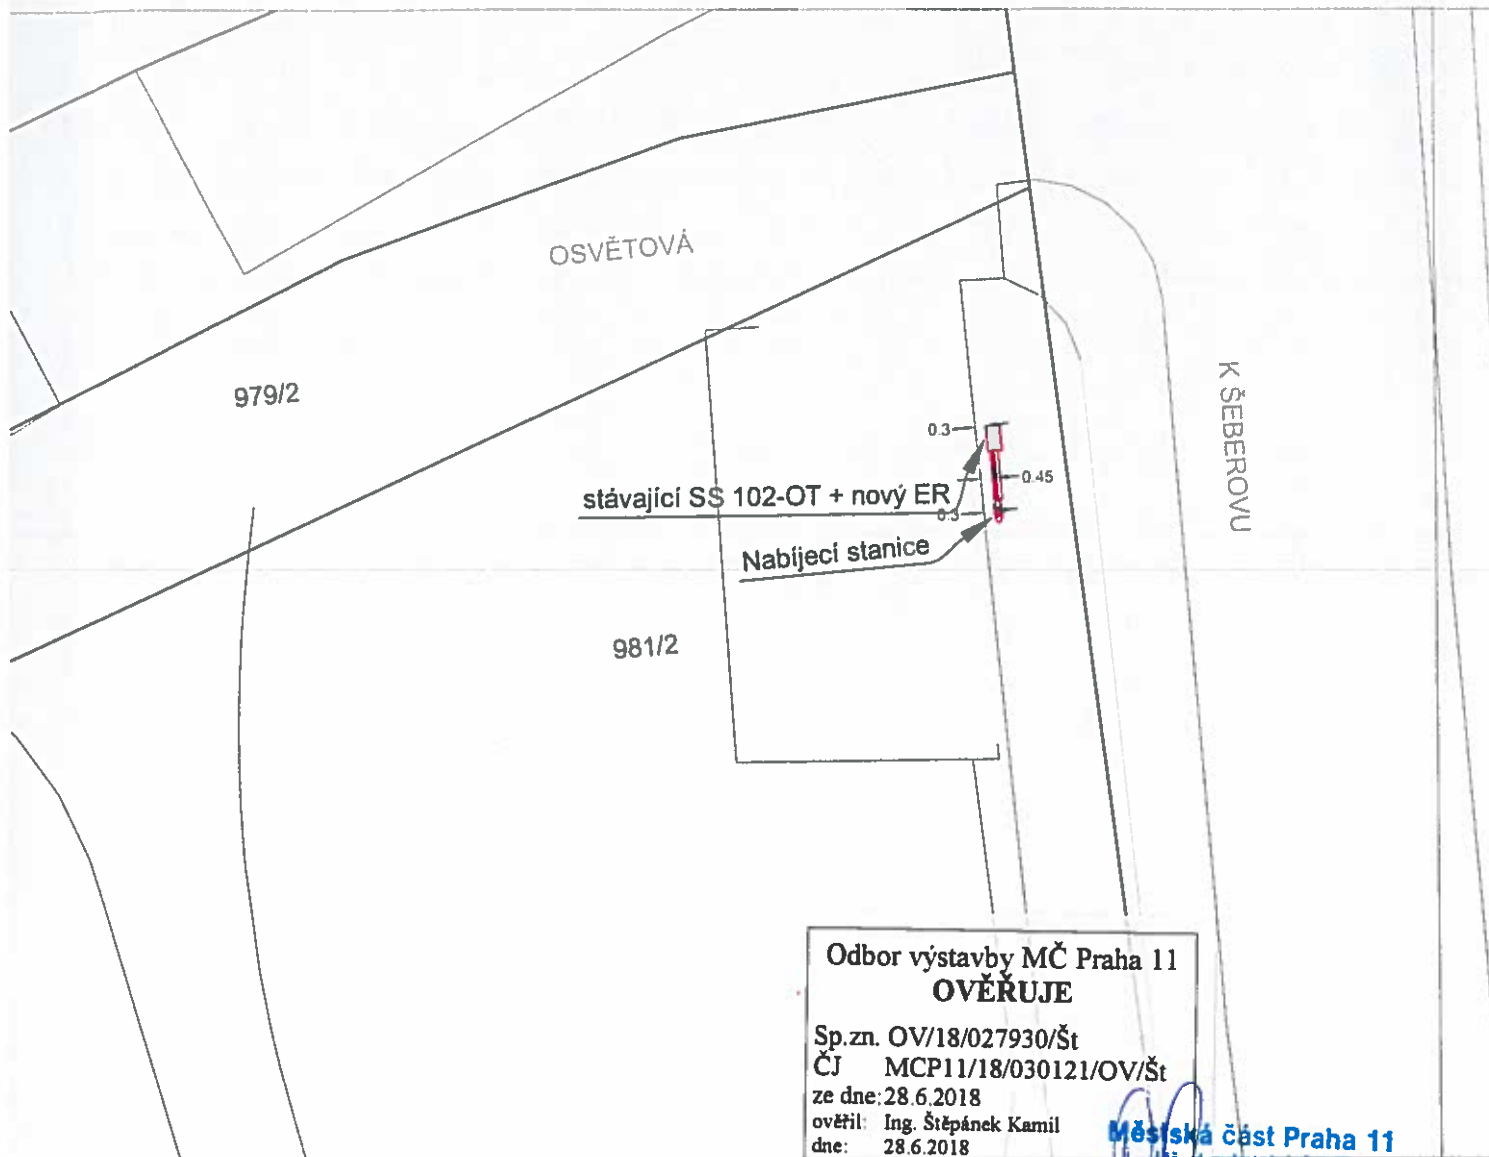 OSVĚTOVÁ
979/2
K ŠEBEROVU
0.3
0.45
stávající SS 102-OT + nový ER
0.3
Nabíjecí stanice
981/2
Odbor výstavby MČ Praha 11
OVĚŘUJE
Sp.zn. OV/18/027930/Št
ČJ MCP11/18/030121/OV/Št
ze dne: 28.6.2018
ověřil: Ing. Štěpánek Kamil
dne: 28.6.2018
Městská část Praha 11